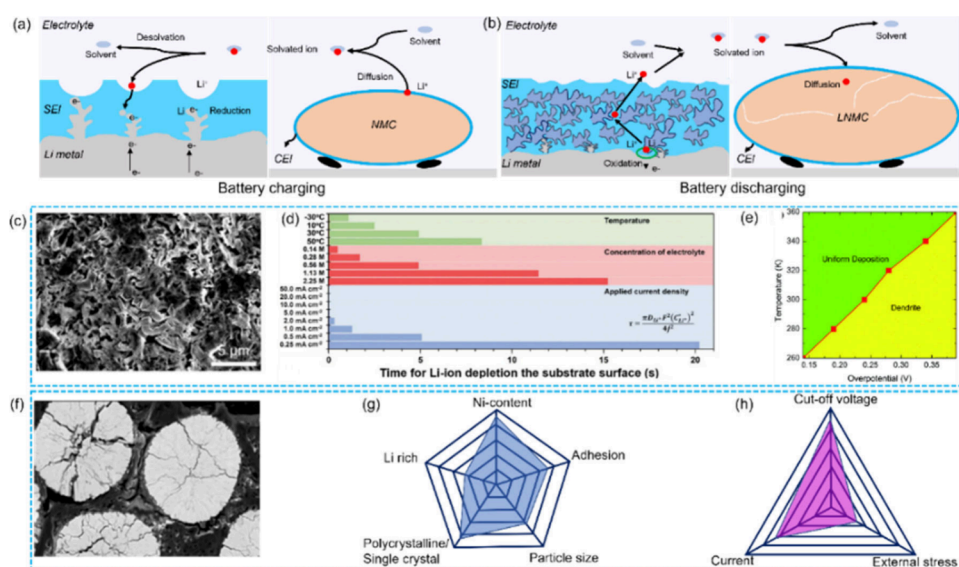 (a)
Electrolyte
Desolvation
Solvent
Solvated ion
Solvent
Li⁺
Diffusion
Li⁺
SEI
e-
Li
e-
e-
Reduction
e-
e-
e-
Li metal
e-
e-
NMC
CEI
Battery charging
(b)
Electrolyte
Solvent
Solvated ion
Solvent
Li⁺
Diffusion
SEI
Li⁺
Li metal
Oxidation
e-
LNMC
CEI
Battery discharging
(c)
5 μm
(d)
-30°C
10°C
30°C
50°C
Temperature
0.14 M
0.28 M
0.56 M
1.13 M
2.25 M
Concentration of electrolyte
50.0 mA cm⁻²
20.0 mA cm⁻²
10.0 mA cm⁻²
5.0 mA cm⁻²
2.0 mA cm⁻²
1.0 mA cm⁻²
0.5 mA cm⁻²
0.25 mA cm⁻²
Applied current density
0
5
10
15
20
Time for Li-ion depletion the substrate surface (s)
(e)
360
340
320
300
280
260
Temperature (K)
Uniform Deposition
Dendrite
0.15
0.20
0.25
0.30
0.35
Overpotential (V)
(f)
(g)
Ni-content
Li rich
Adhesion
Polycrystalline/
Single crystal
Particle size
(h)
Cut-off voltage
Current
External stress